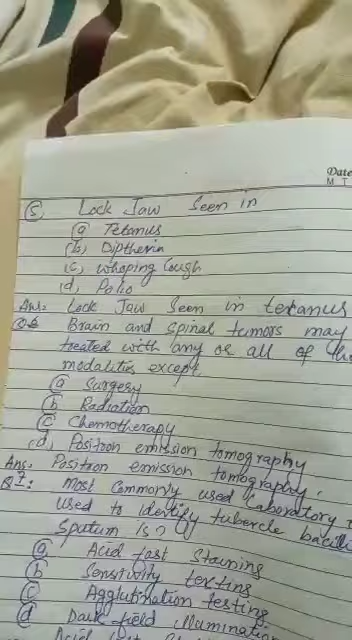 Date
M T
(5) Lock Jaw Seen in
(a) Tetanus
(b) Diptheria
(c) Whoping Cough
(d) Polio
Ans: Lock Jaw Seen in tetanus
Q6 Brain and Spinal tumors may
treated with any or all of the
modalities except.
(a) Surgery
(b) Radiation
(c) Chemotherapy
(d) Positron emission tomography
Ans: Positron emission tomography.
Q7: Most Commonly used Laboratory
used to identify tubercle bacilli
Sputum is?
(a) Acid fast Staining
(b) Sensitivity testing
(c) Agglutination testing
(d) Dark field illumination
Acid fast